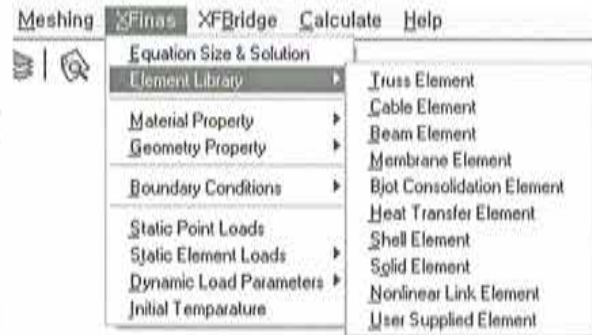 Meshing XFinas XFBridge Calculate Help
Equation Size & Solution
Element Library
Material Property
Geometry Property
Boundary Conditions
Static Point Loads
Static Element Loads
Dynamic Load Parameters
Initial Temparature
Truss Element
Cable Element
Beam Element
Membrane Element
Biot Consolidation Element
Heat Transfer Element
Shell Element
Solid Element
Nonlinear Link Element
User Supplied Element